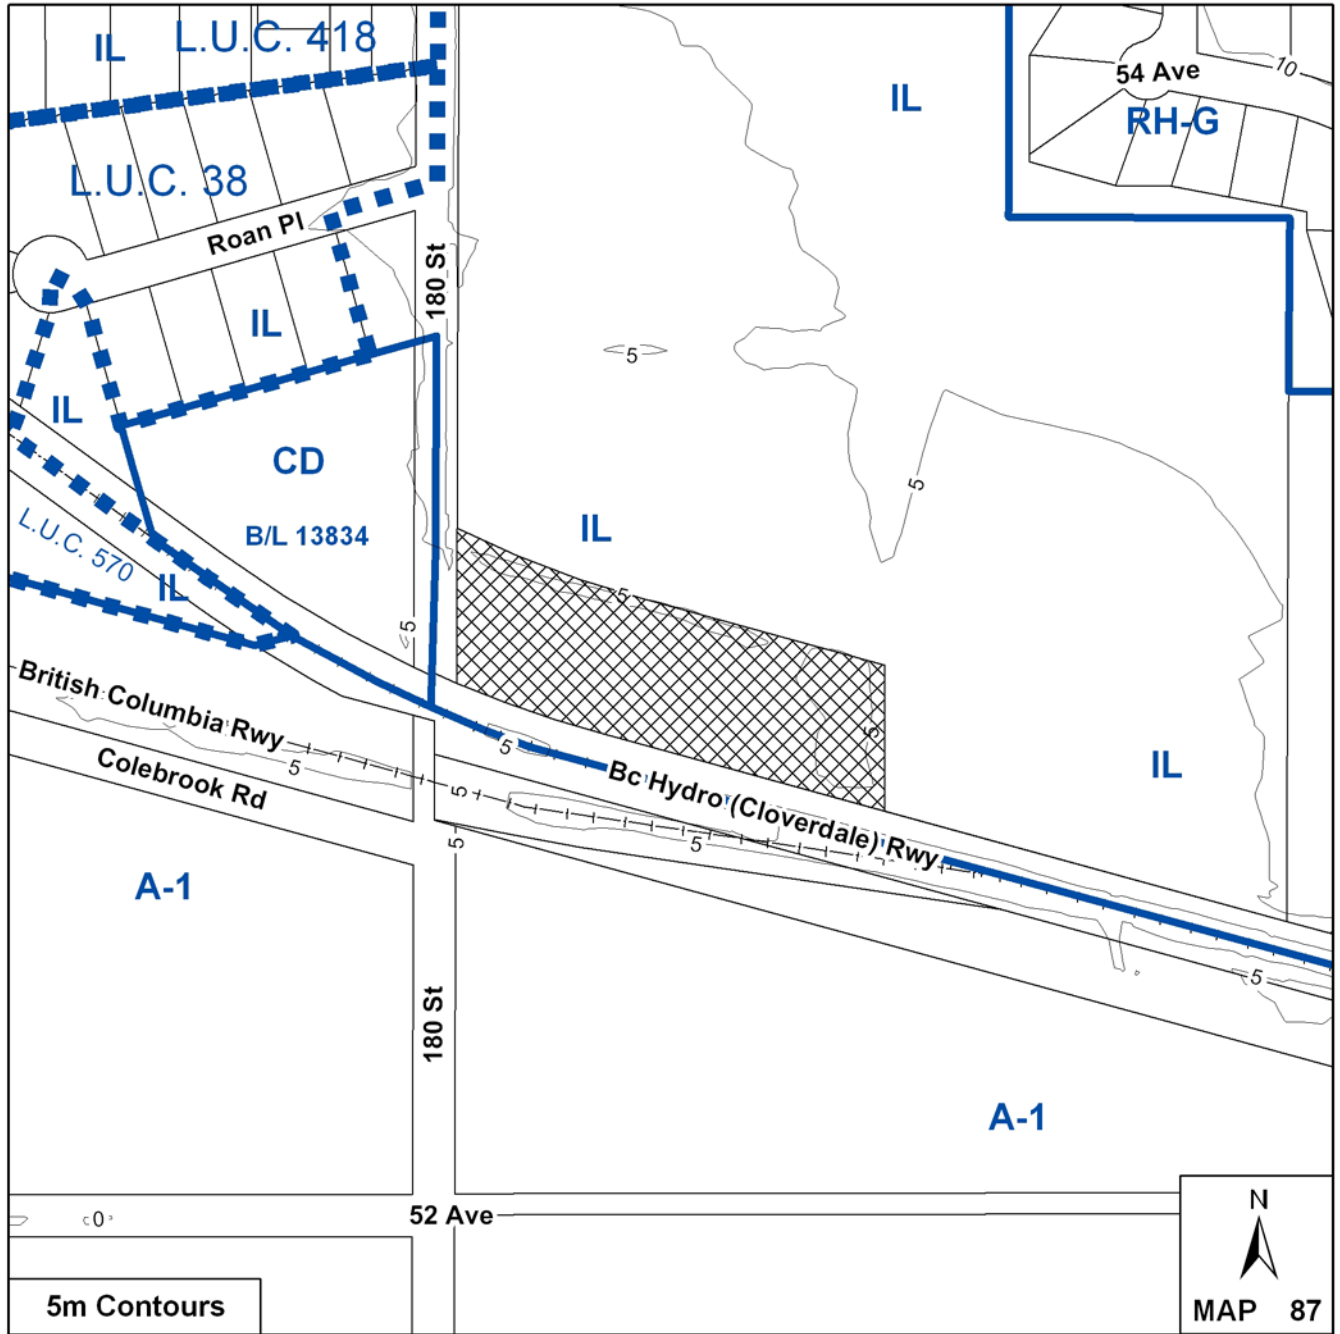 IL
L.U.C. 418
IL
54 Ave
10
RH-G
L.U.C. 38
Roan Pl
180 St
IL
5
IL
CD
5
B/L 13834
IL
L.U.C. 570
IL
5
5
British Columbia Rwy
5
5
Colebrook Rd
5
5
Bc Hydro (Cloverdale) Rwy
IL
5
5
A-1
5
180 St
A-1
52 Ave
0
N
5m Contours
MAP 87